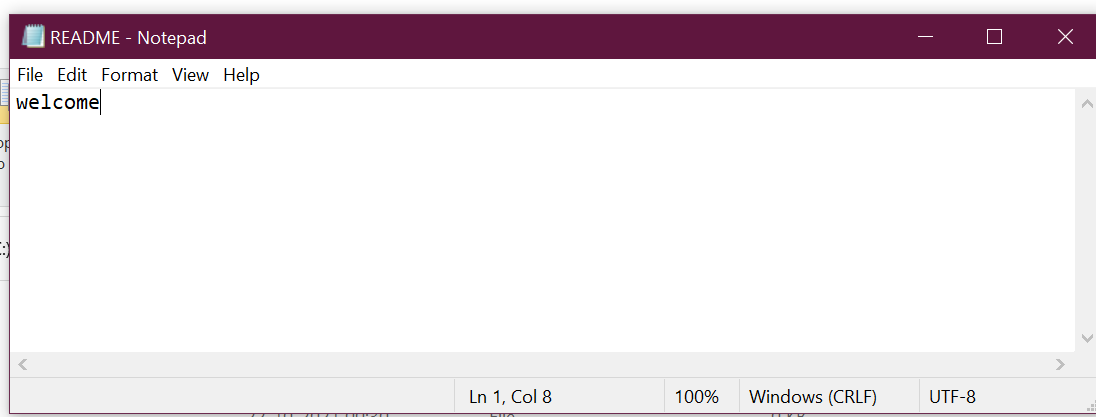 README - Notepad
File Edit Format View Help
welcome
:)
Ln 1, Col 8 100% Windows (CRLF) UTF-8